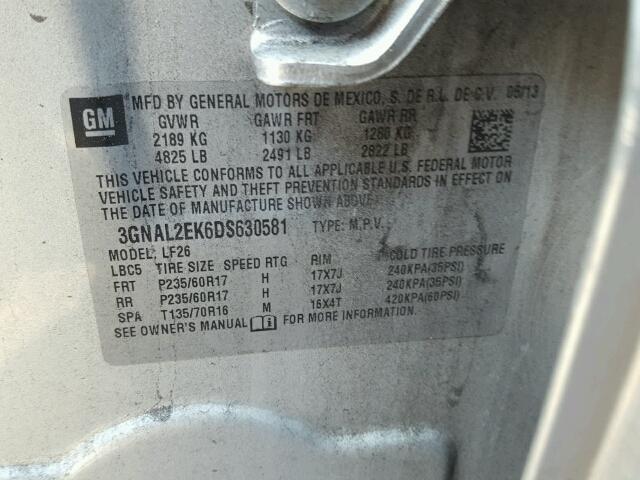 GM
MFD BY GENERAL MOTORS DE MEXICO, S. DE R.L. DE C.V. 05/13
GVWR GAWR FRT GAWR RR
2189 KG 1130 KG 1280 KG
4825 LB 2491 LB 2822 LB
THIS VEHICLE CONFORMS TO ALL APPLICABLE U.S. FEDERAL MOTOR
VEHICLE SAFETY AND THEFT PREVENTION STANDARDS IN EFFECT ON
THE DATE OF MANUFACTURE SHOWN ABOVE.
3GNAL2EK6DS630581 TYPE: M.P.V.
MODEL: LF26
LBC5 TIRE SIZE SPEED RTG RIM COLD TIRE PRESSURE
FRT P235/60R17 H 17X7J 240KPA(35PSI)
RR P235/60R17 H 17X7J 240KPA(35PSI)
SPA T135/70R16 M 16X4T 420KPA(60PSI)
SEE OWNER'S MANUAL FOR MORE INFORMATION.